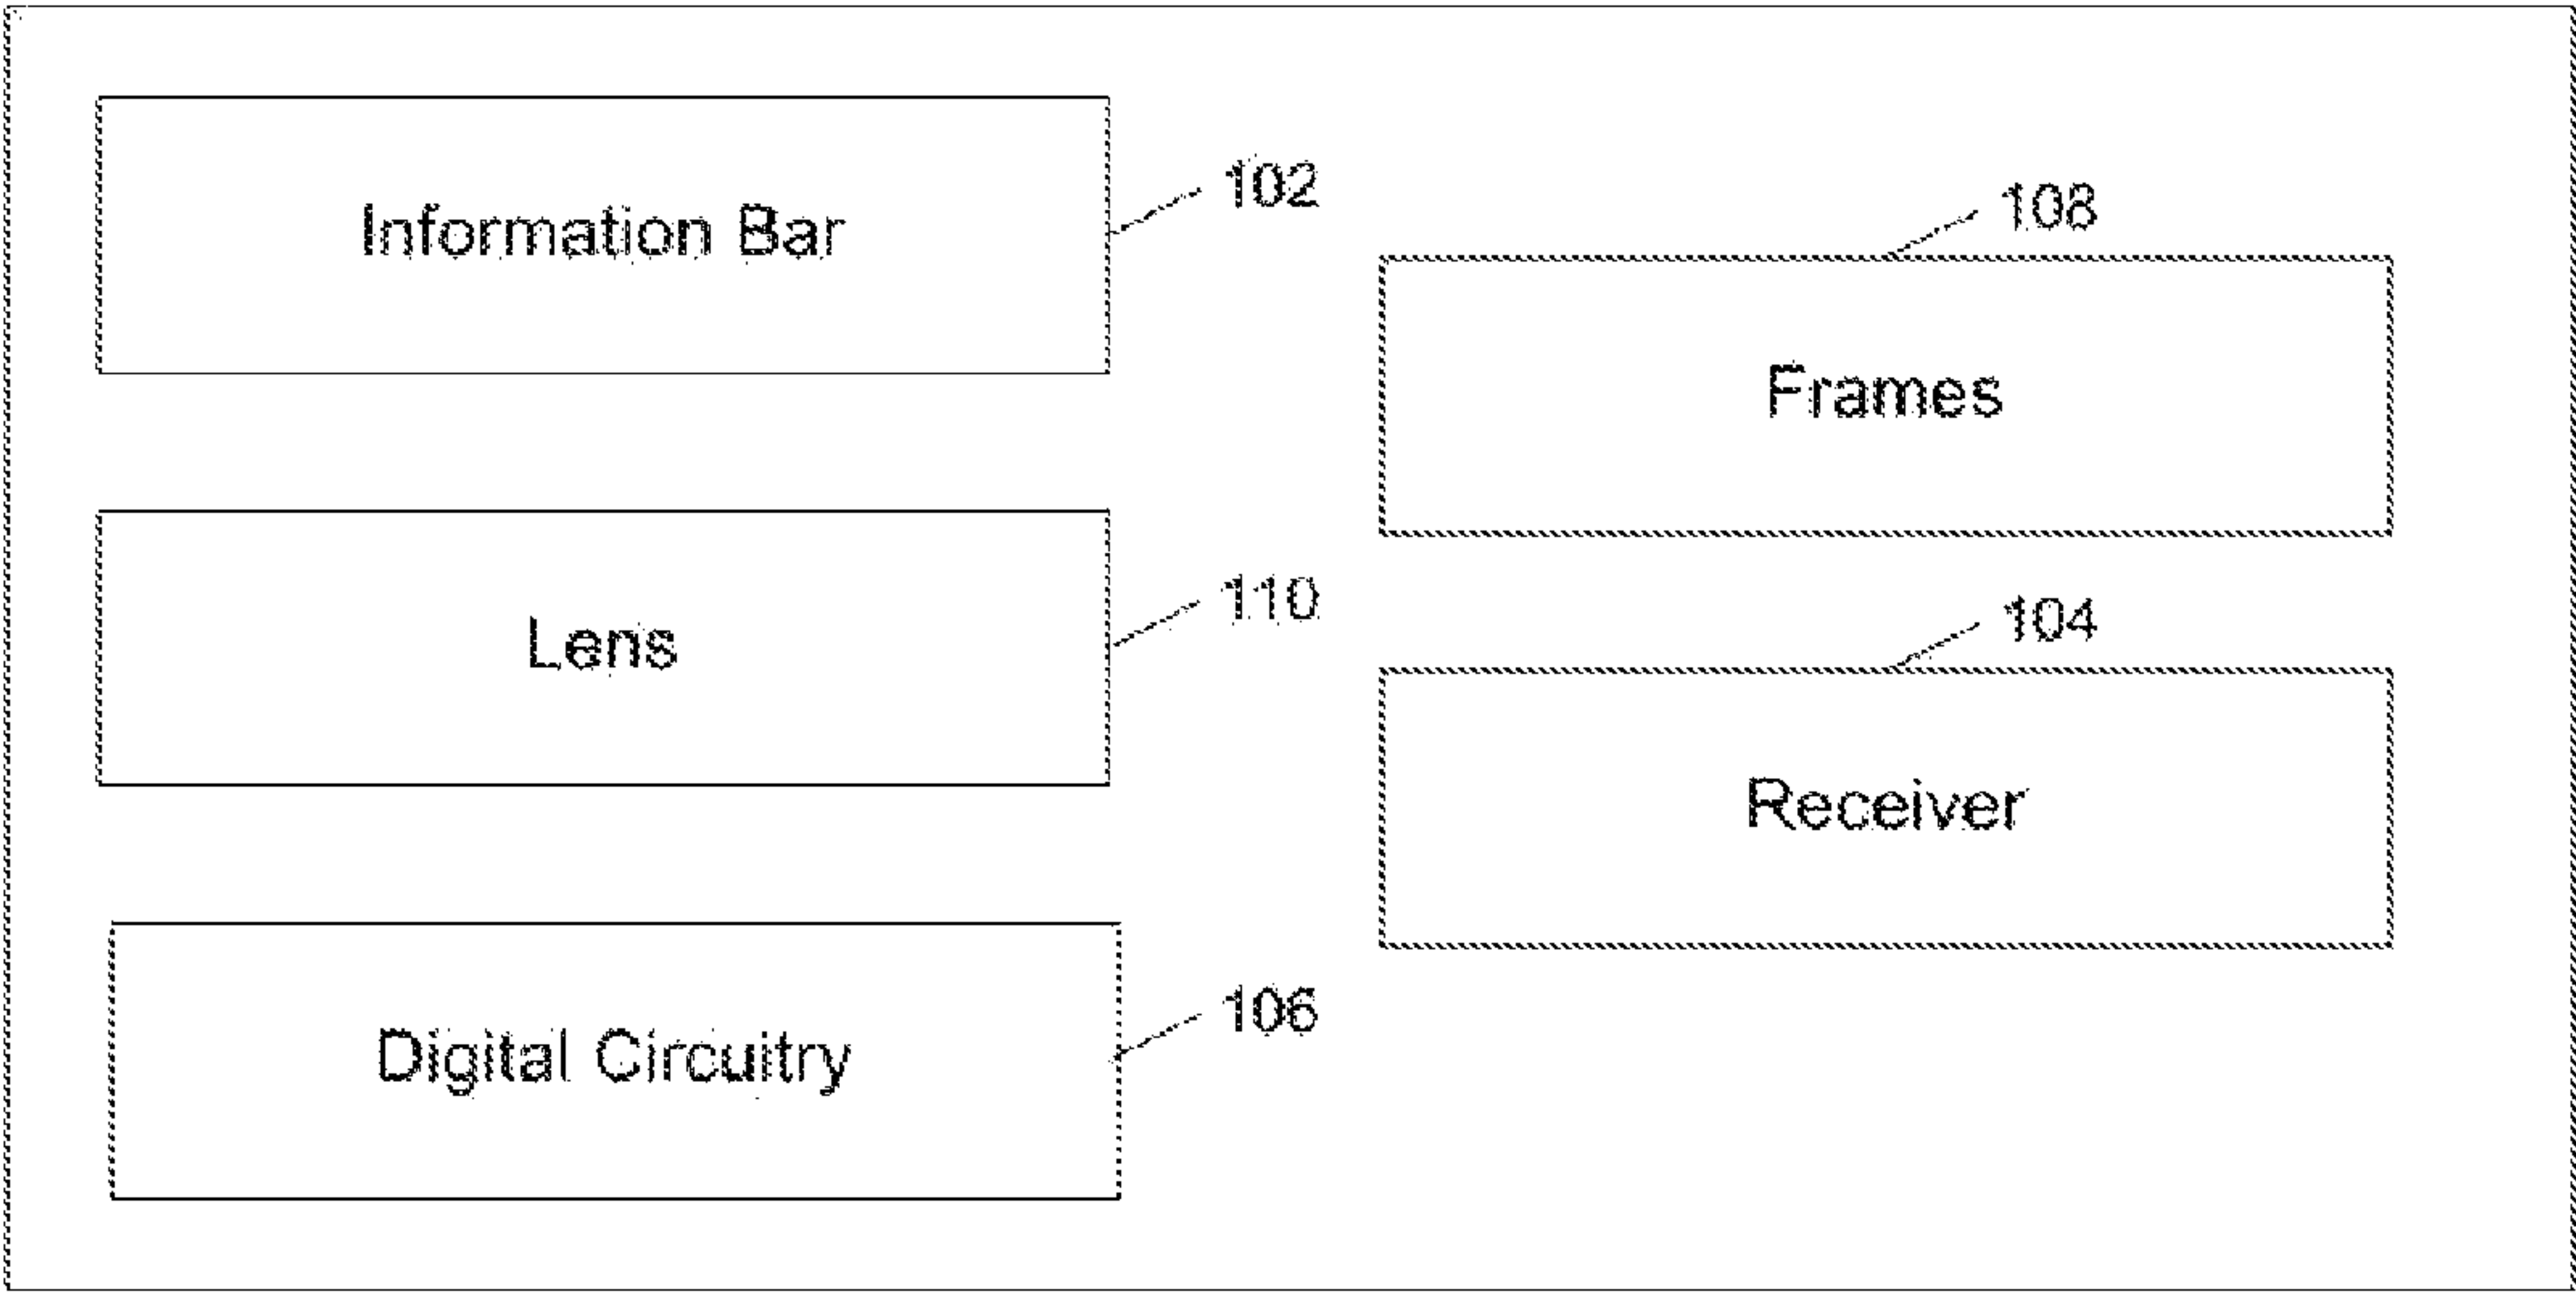 Information Bar
102
108
Frames
Lens
110
104
Receiver
Digital Circuitry
106